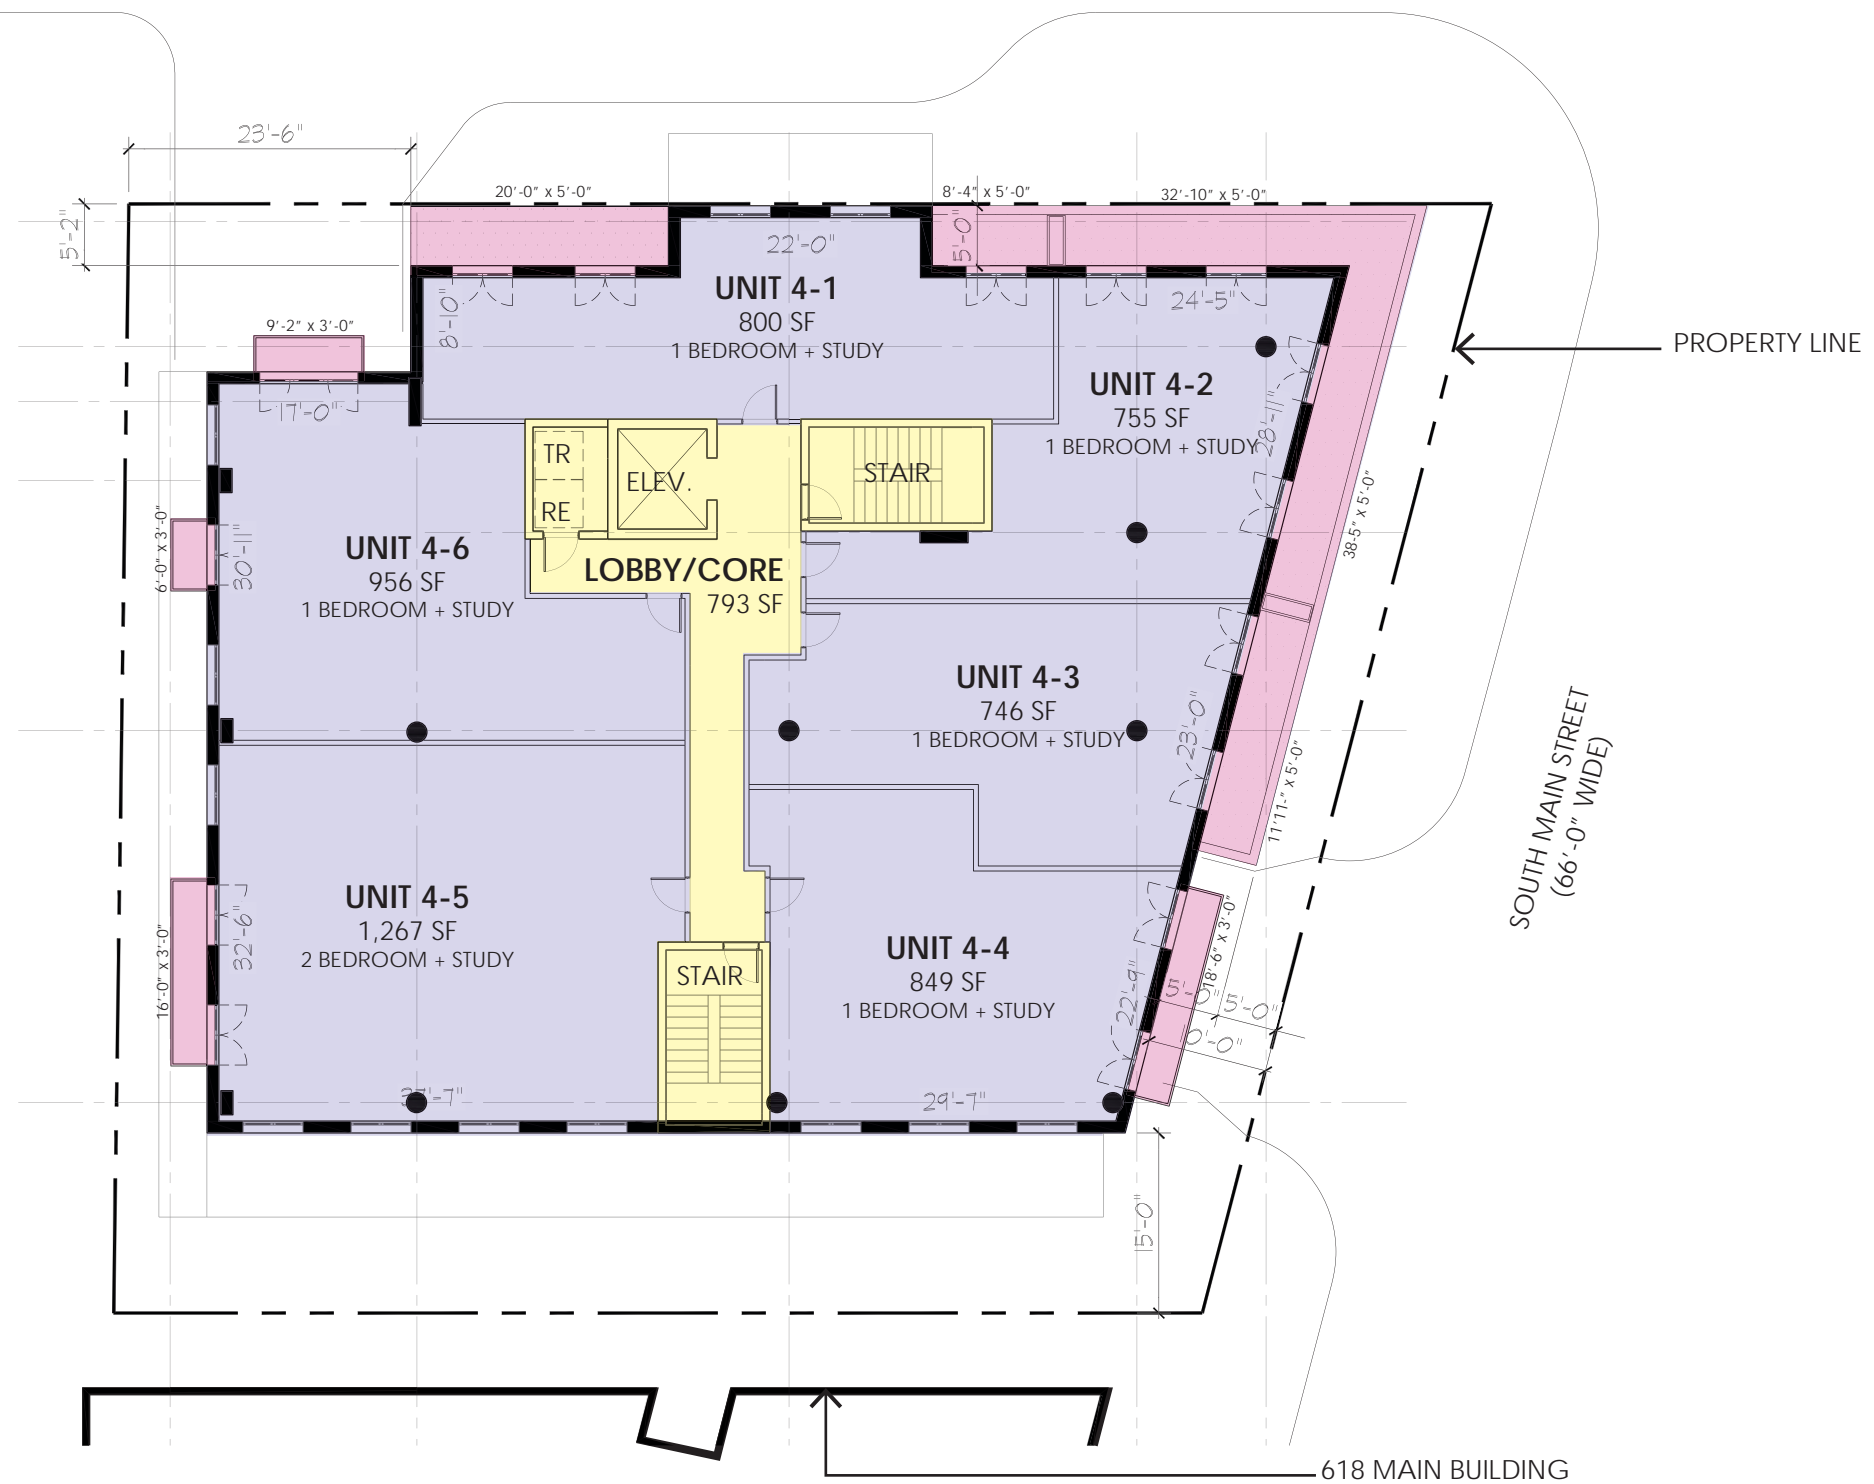 23'-6"
20'-0" x 5'-0"
8'-4" x 5'-0"
32'-10" x 5'-0"
5'-2"
5'-0"
22'-0"
UNIT 4-1
800 SF
1 BEDROOM + STUDY
8'-10"
24'-5"
9'-2" x 3'-0"
17'-0"
PROPERTY LINE
UNIT 4-2
755 SF
1 BEDROOM + STUDY
28'-11"
TR
RE
ELEV.
STAIR
38-5" x 5'-0"
6'-0" x 3'-0"
30'-11"
UNIT 4-6
956 SF
1 BEDROOM + STUDY
LOBBY/CORE
793 SF
UNIT 4-3
746 SF
1 BEDROOM + STUDY
23'-0"
11'11-" x 5'-0"
SOUTH MAIN STREET
(66'-0" WIDE)
UNIT 4-5
1,267 SF
2 BEDROOM + STUDY
16'-0" x 3'-0"
32'-6"
STAIR
UNIT 4-4
849 SF
1 BEDROOM + STUDY
22'-9"
18'-6" x 3'-0"
5'-0"
5'-0"
29'-7"
15'-0"
618 MAIN BUILDING